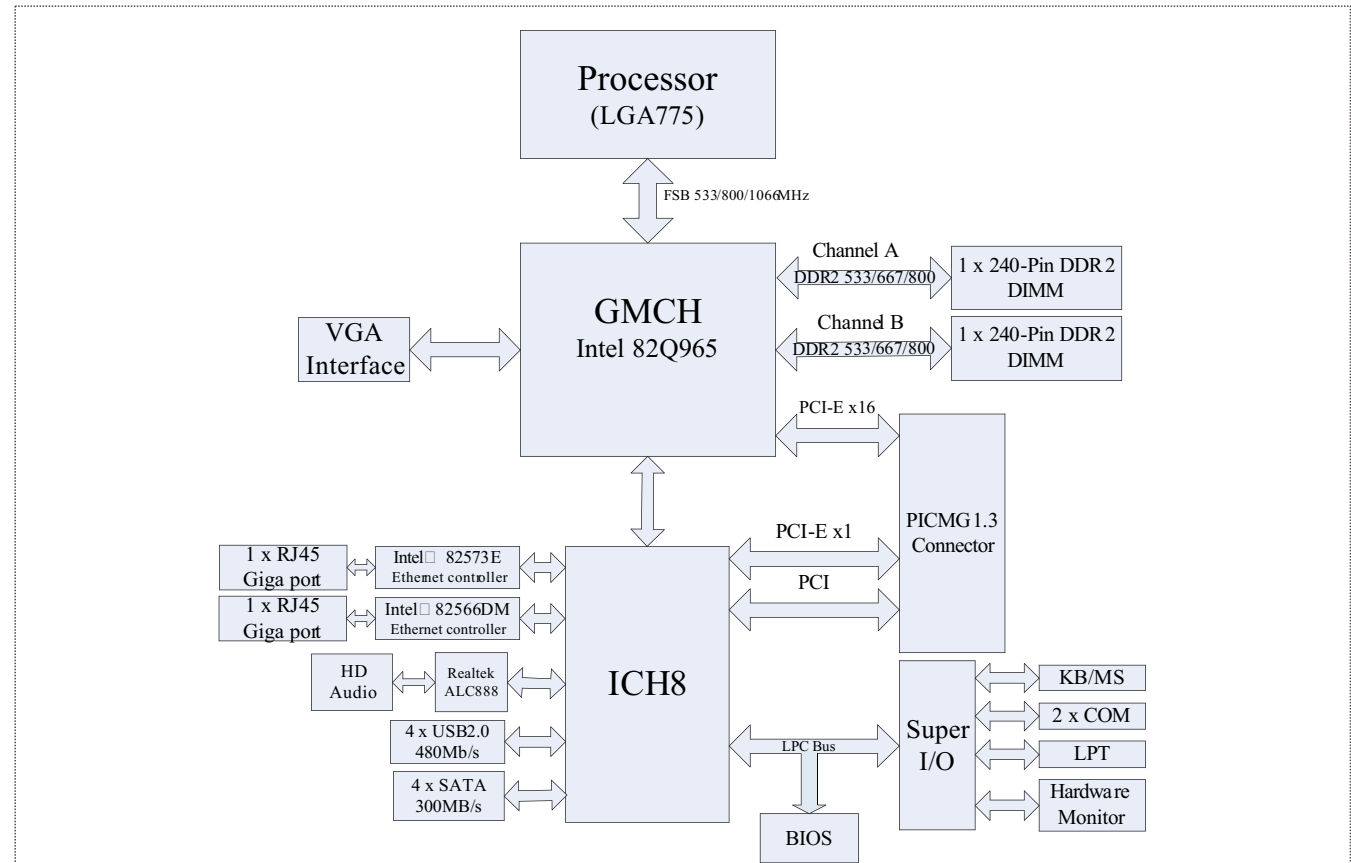 Processor
(LGA775)
FSB 533/800/1066MHz
GMCH
Intel 82Q965
VGA
Interface
Channel A
DDR2 533/667/800
1 x 240-Pin DDR2
DIMM
Channel B
DDR2 533/667/800
1 x 240-Pin DDR2
DIMM
PCI-E x16
PICMG1.3
Connector
PCI-E x1
PCI
ICH8
1 x RJ45
Giga port
Intel□ 82573E
Ethernet controller
1 x RJ45
Giga port
Intel□ 82566DM
Ethernet controller
HD
Audio
Realtek
ALC888
4 x USB2.0
480Mb/s
4 x SATA
300MB/s
LPC Bus
BIOS
Super
I/O
KB/MS
2 x COM
LPT
Hardware
Monitor